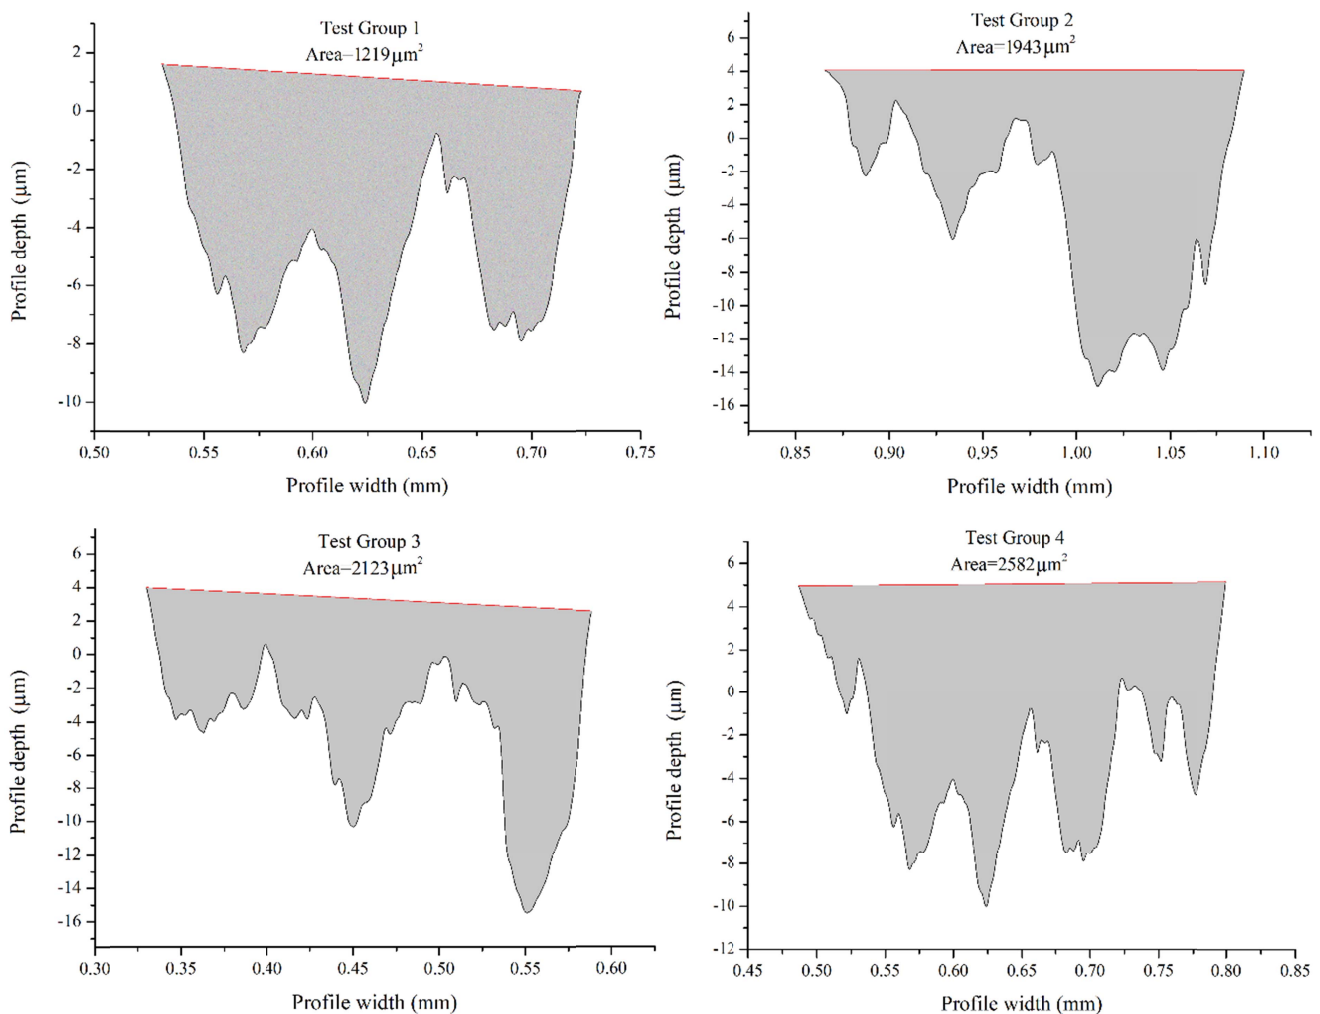 Test Group 1
Area–1219μm²
2
0
-2
-4
-6
-8
-10
Profile depth (μm)
0.50 0.55 0.60 0.65 0.70 0.75
Profile width (mm)
Test Group 2
Area=1943μm²
6
4
2
0
-2
-4
-6
-8
-10
-12
-14
-16
Profile depth (μm)
0.85 0.90 0.95 1.00 1.05 1.10
Profile width (mm)
Test Group 3
Area–2123μm²
6
4
2
0
-2
-4
-6
-8
-10
-12
-14
-16
Profile depth (μm)
0.30 0.35 0.40 0.45 0.50 0.55 0.60
Profile width (mm)
Test Group 4
Area=2582μm²
6
4
2
0
-2
-4
-6
-8
-10
-12
Profile depth (μm)
0.45 0.50 0.55 0.60 0.65 0.70 0.75 0.80 0.85
Profile width (mm)